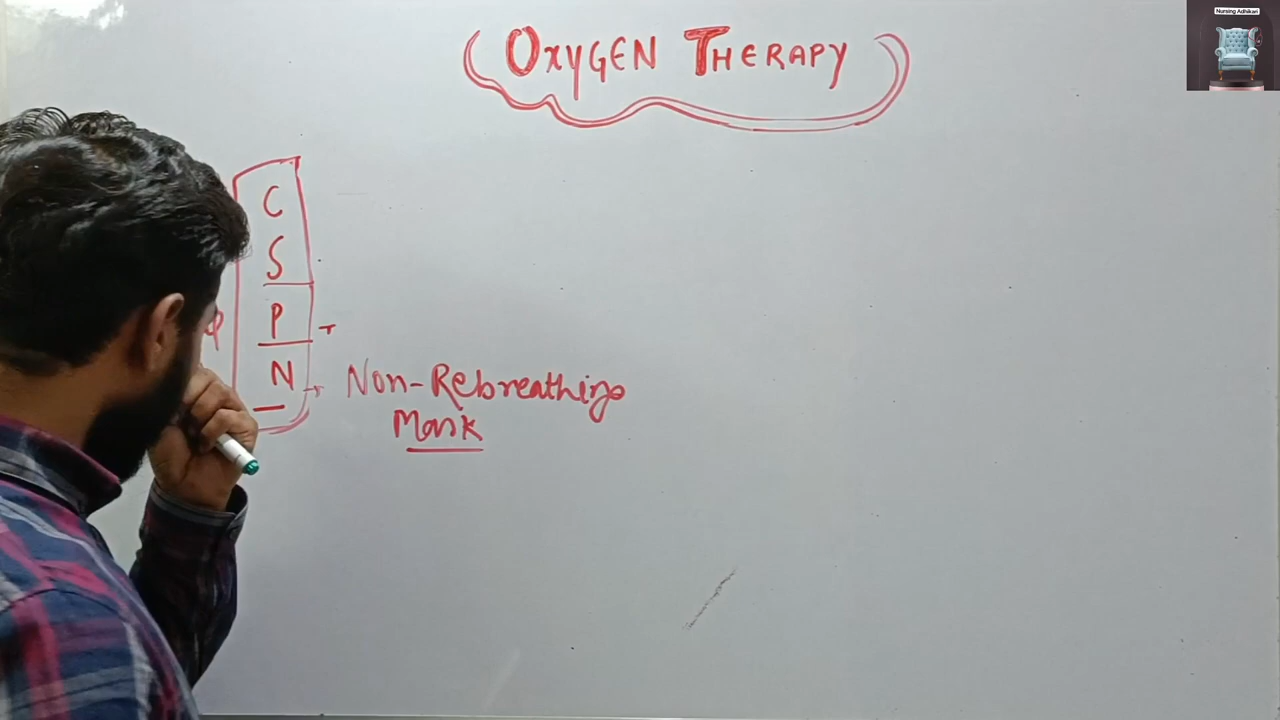 Nursing Adhikari
OXYGEN THERAPY
C
S
P
N → Non-Rebreathing
Mask